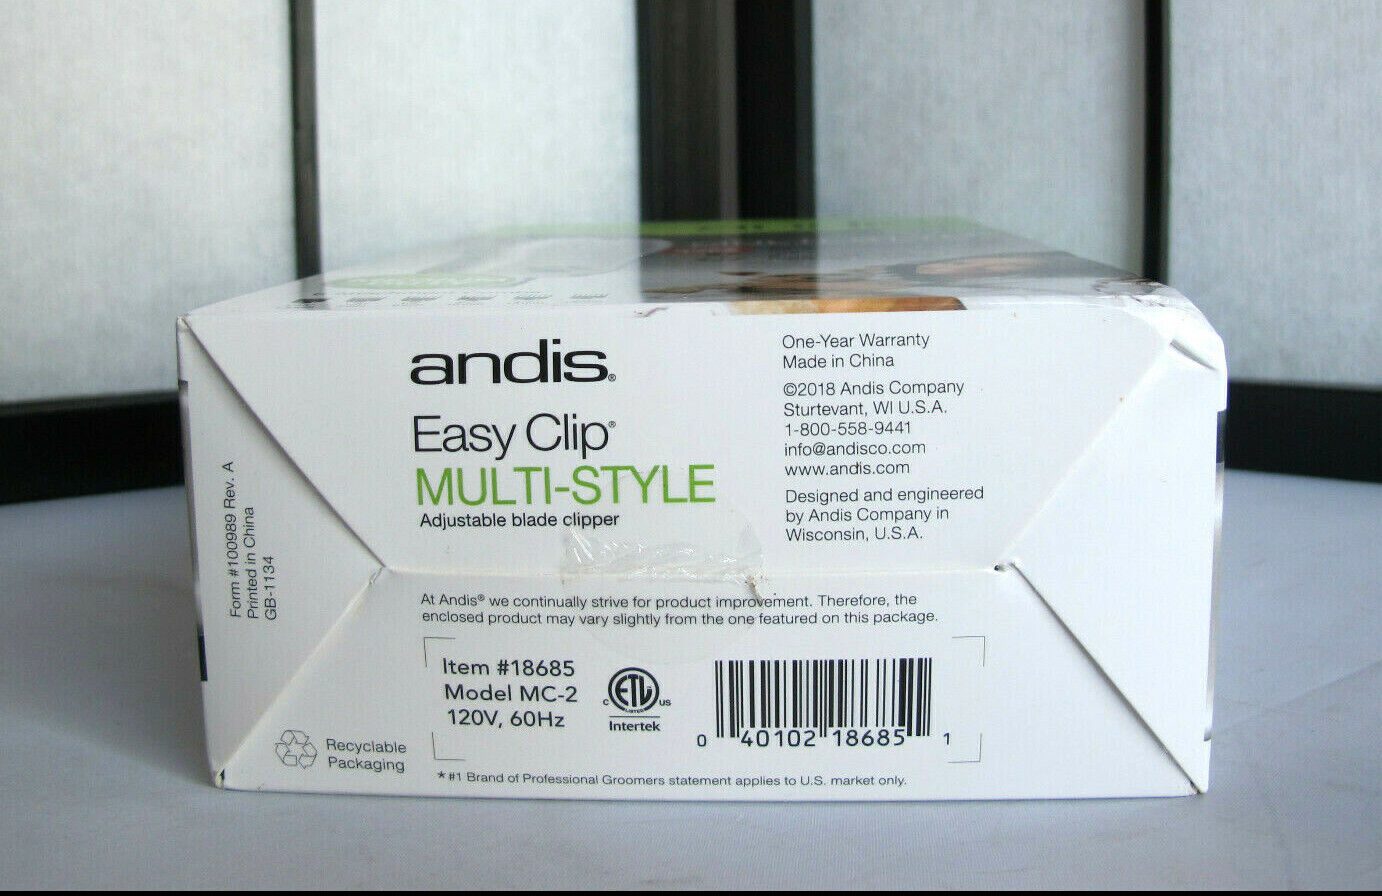 andis®
Easy Clip®
MULTI-STYLE
Adjustable blade clipper
One-Year Warranty
Made in China
©2018 Andis Company
Sturtevant, WI U.S.A.
1-800-558-9441
info@andisco.com
www.andis.com
Designed and engineered
by Andis Company in
Wisconsin, U.S.A.
Form #100989 Rev. A
Printed in China
GB-1134
At Andis® we continually strive for product improvement. Therefore, the
enclosed product may vary slightly from the one featured on this package.
Item #18685
Model MC-2
120V, 60Hz
C ETL US
LISTED
Intertek
0 40102 18685 1
Recyclable
Packaging
*#1 Brand of Professional Groomers statement applies to U.S. market only.